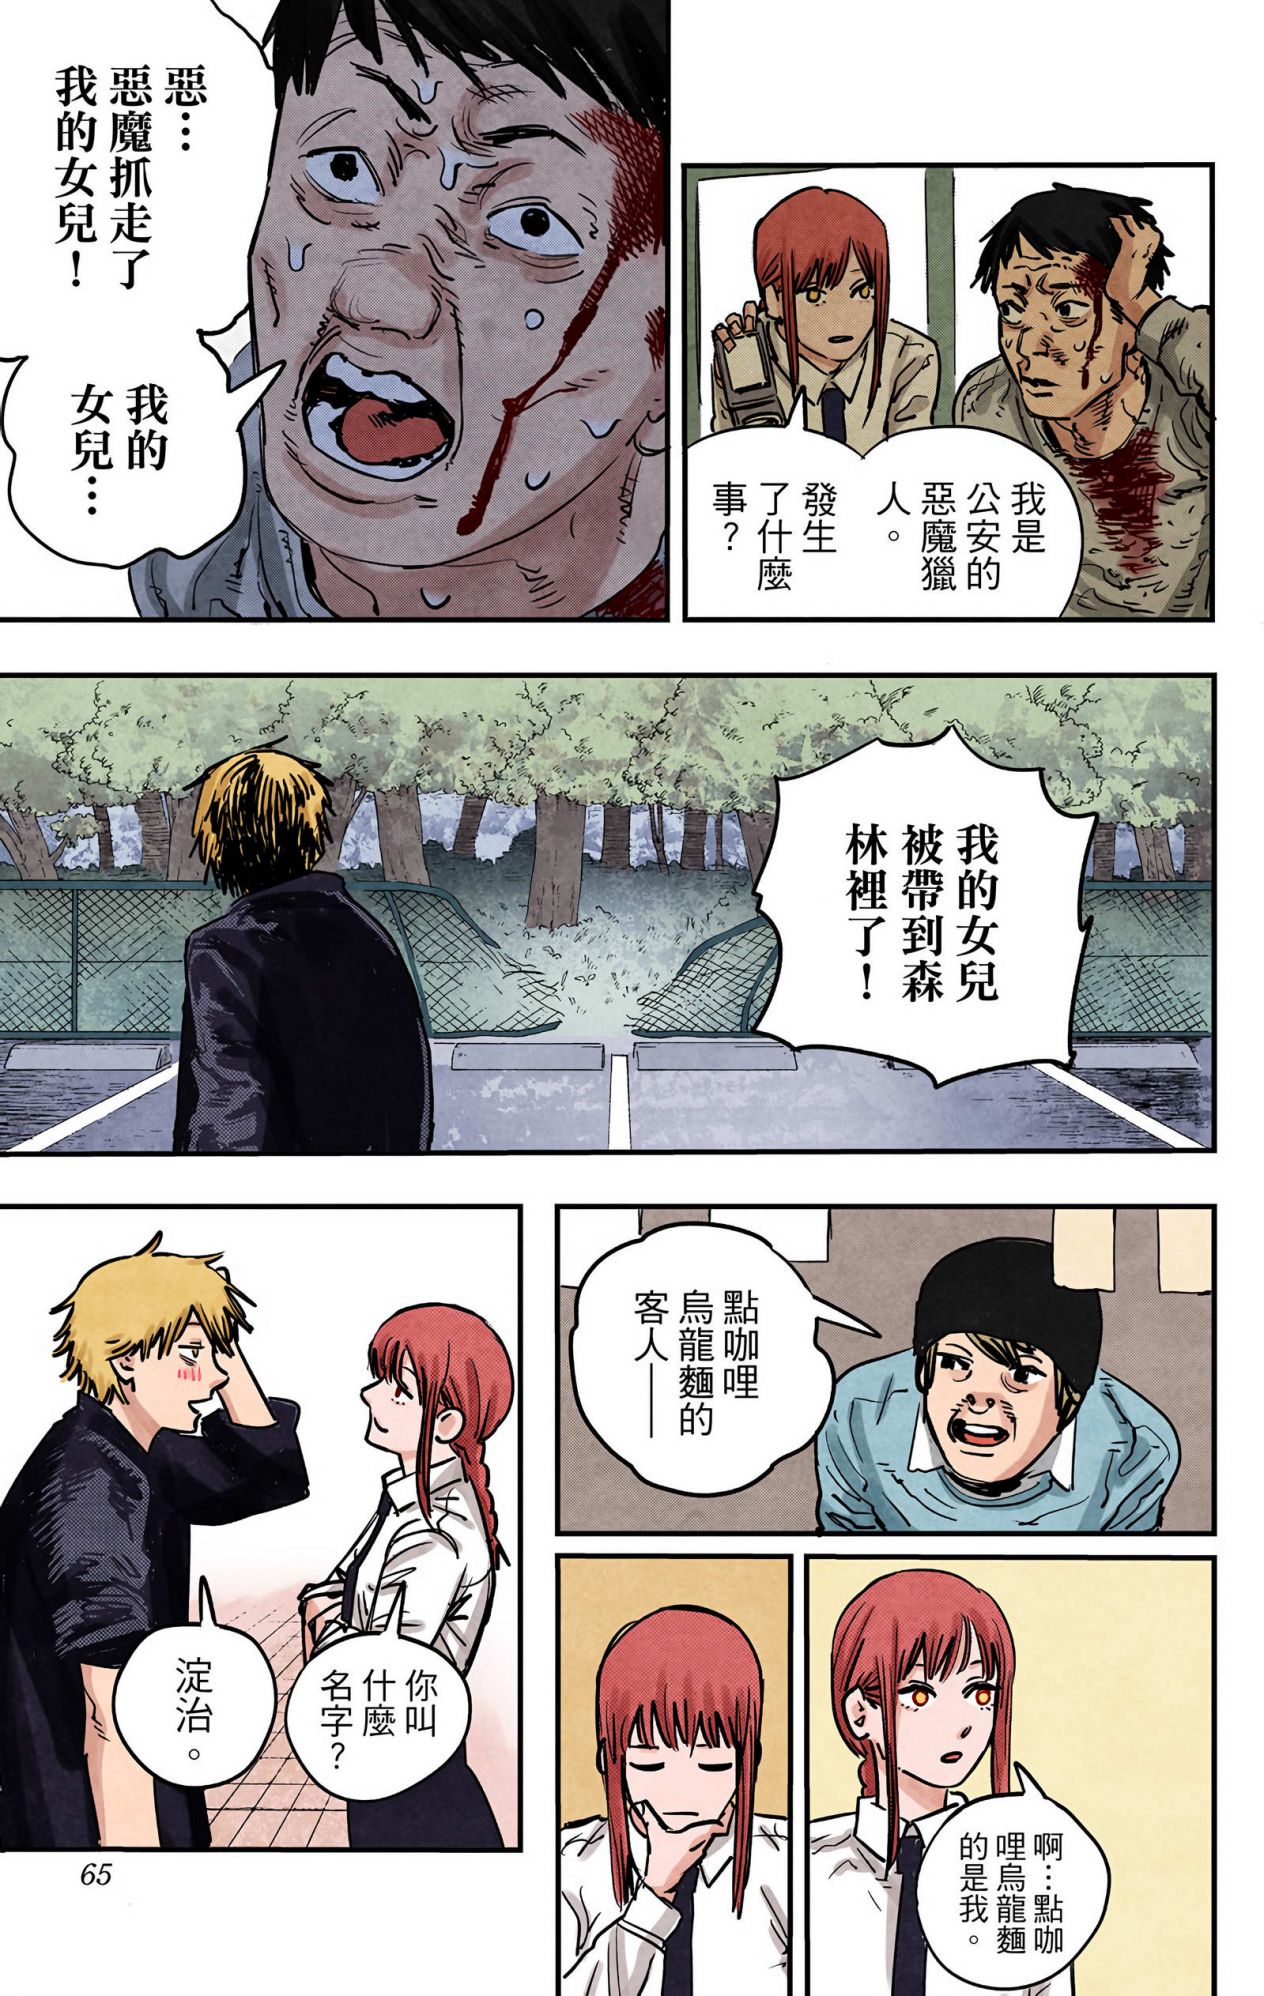 我是
公安的
惡魔獵
人。
發生
了什麼
事？
惡⋯
惡魔抓走了
我的女兒！
我的
女兒⋯
我的女兒
被帶到森
林裡了！
點咖哩
烏龍麵的
客人——
啊⋯點咖
哩烏龍麵
的是我。
你叫
什麼
名字？
淀治。
65